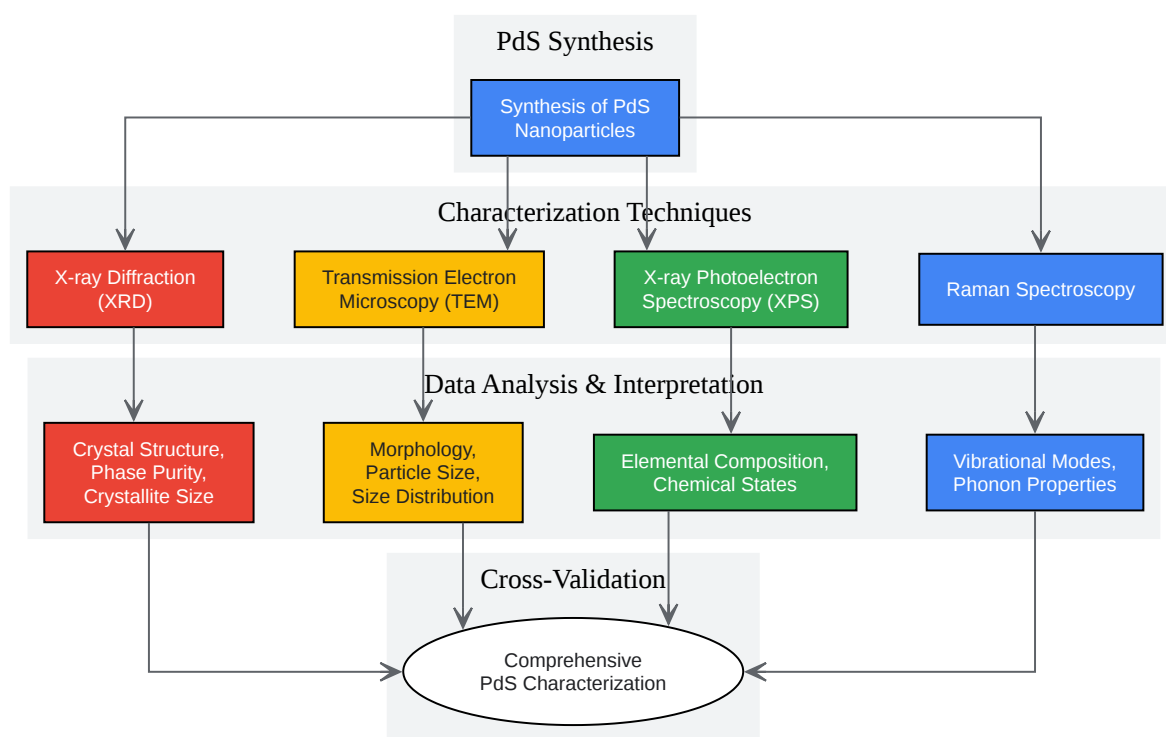 PdS Synthesis
Synthesis of PdS
Nanoparticles
Characterization Techniques
X-ray Diffraction
(XRD)
Transmission Electron
Microscopy (TEM)
X-ray Photoelectron
Spectroscopy (XPS)
Raman Spectroscopy
Data Analysis & Interpretation
Crystal Structure,
Phase Purity,
Crystallite Size
Morphology,
Particle Size,
Size Distribution
Elemental Composition,
Chemical States
Vibrational Modes,
Phonon Properties
Cross-Validation
Comprehensive
PdS Characterization